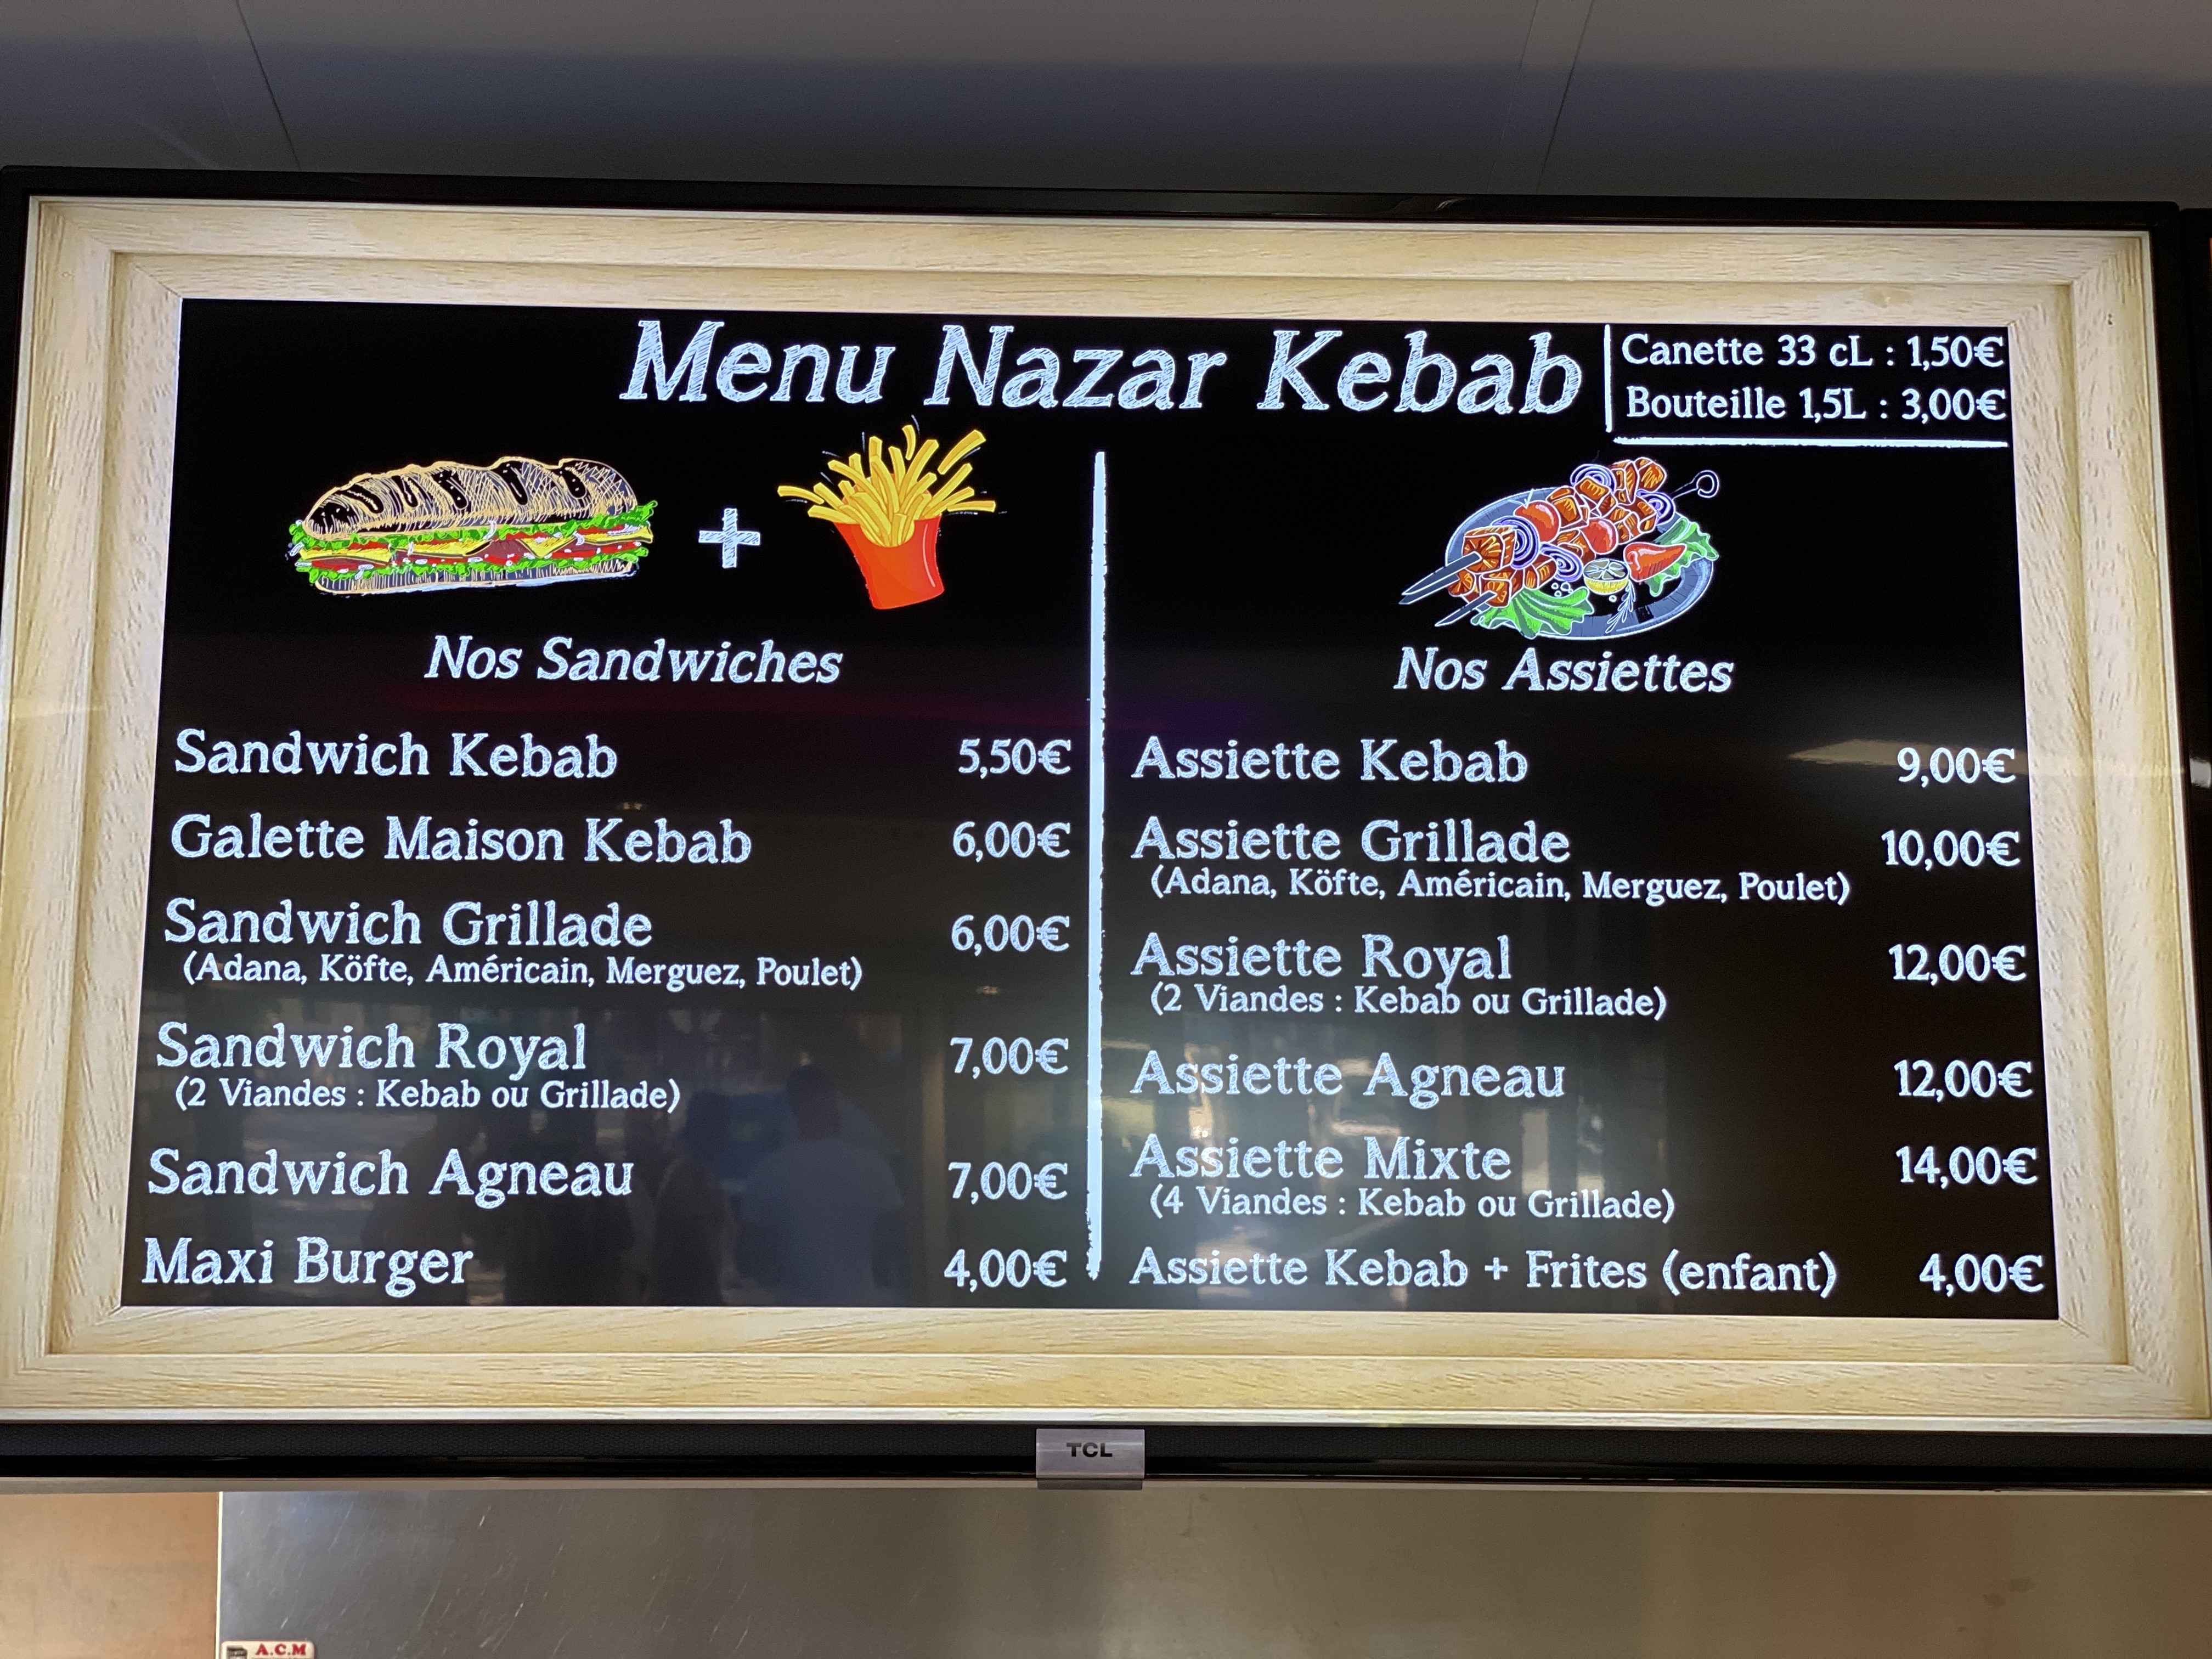 Menu Nazar Kebab
Canette 33 cL : 1,50€
Bouteille 1,5L : 3,00€
+
Nos Sandwiches
Sandwich Kebab 5,50€
Galette Maison Kebab 6,00€
Sandwich Grillade 6,00€
(Adana, Köfte, Américain, Merguez, Poulet)
Sandwich Royal 7,00€
(2 Viandes : Kebab ou Grillade)
Sandwich Agneau 7,00€
Maxi Burger 4,00€
Nos Assiettes
Assiette Kebab 9,00€
Assiette Grillade 10,00€
(Adana, Köfte, Américain, Merguez, Poulet)
Assiette Royal 12,00€
(2 Viandes : Kebab ou Grillade)
Assiette Agneau 12,00€
Assiette Mixte 14,00€
(4 Viandes : Kebab ou Grillade)
Assiette Kebab + Frites (enfant) 4,00€
TCL
A.C.M